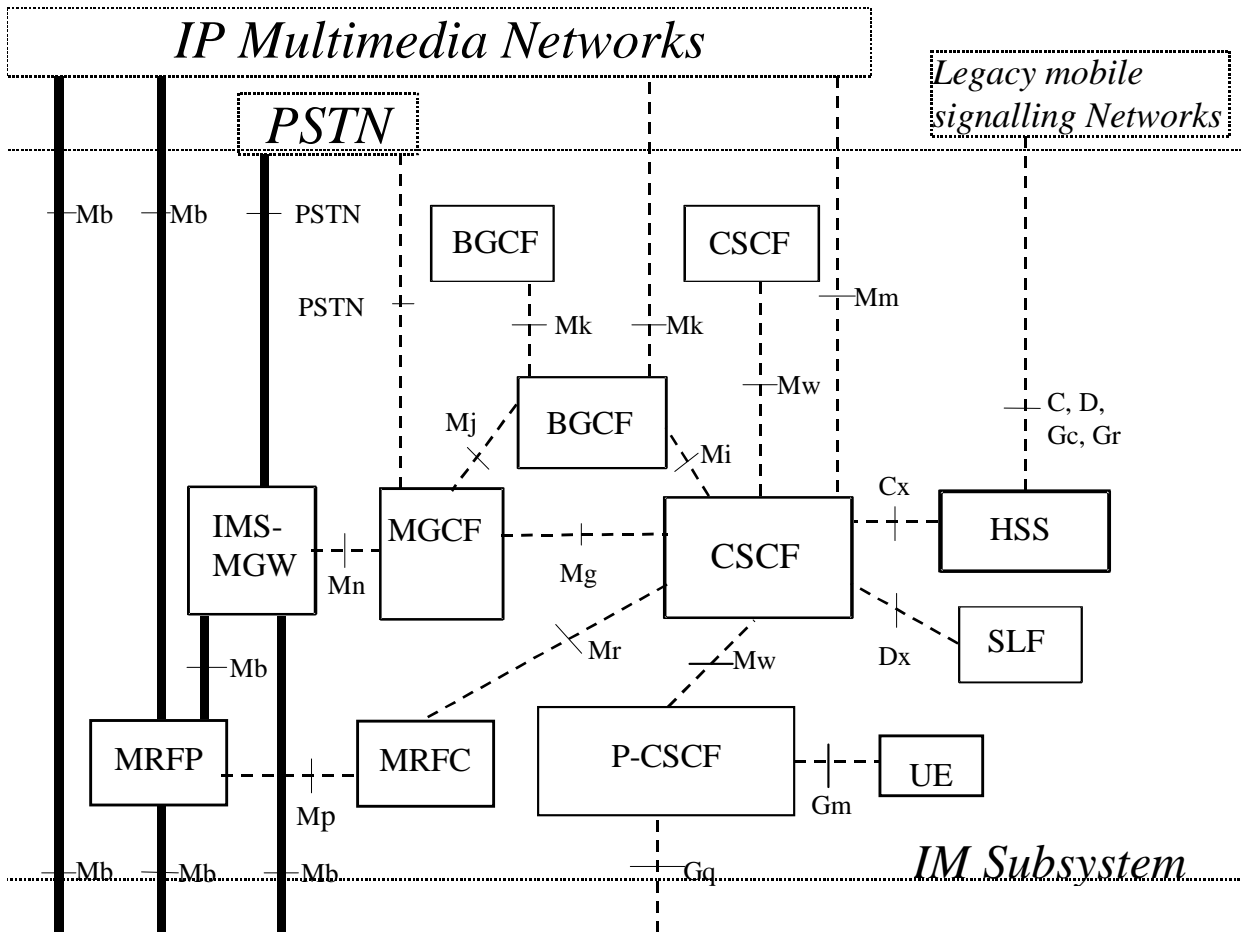 IP Multimedia Networks
Legacy mobile
signalling Networks
PSTN
Mb
Mb
PSTN
BGCF
CSCF
PSTN
Mk
Mk
Mm
Mw
C, D,
Gc, Gr
Mj
BGCF
Mi
Cx
IMS-
MGW
MGCF
CSCF
HSS
Mn
Mg
Mr
Mw
Dx
SLF
Mb
MRFP
MRFC
P-CSCF
UE
Mp
Gm
Mb
Mb
Mb
Gq
IM Subsystem